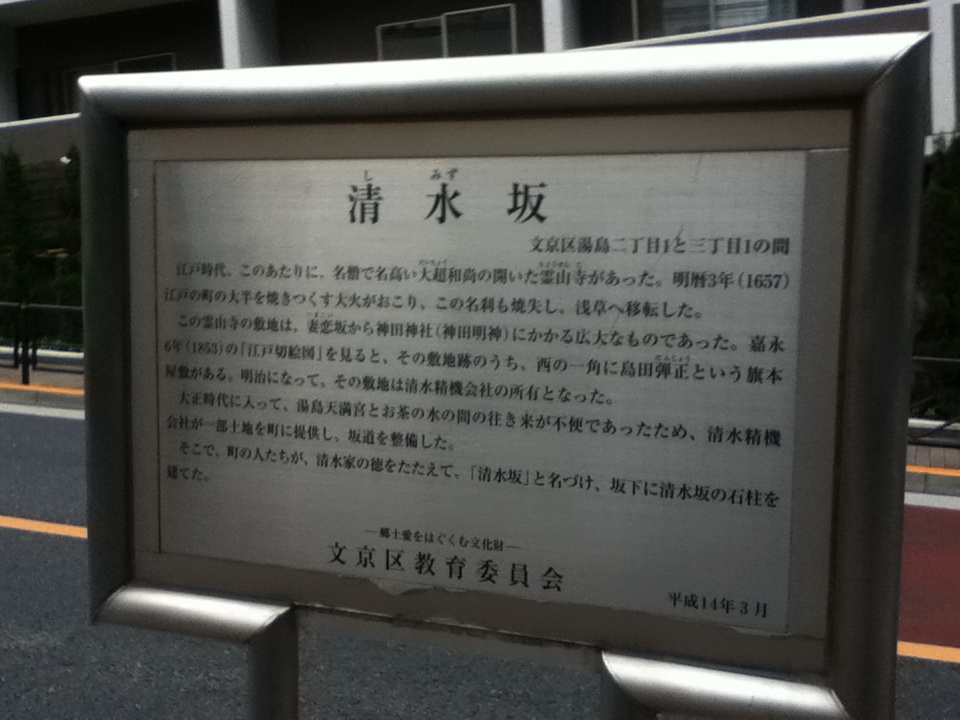 しみず
清水坂
文京区湯島二丁目1と三丁目1の間
江戸時代、このあたりに、名僧で名高い大超和尚の開いた霊山寺があった。明暦3年(1657)
江戸の町の大半を焼きつくす大火がおこり、この名刹も焼失し、浅草へ移転した。
この霊山寺の敷地は、妻恋坂から神田神社(神田明神)にかかる広大なものであった。嘉永
6年(1853)の「江戸切絵図」を見ると、その敷地跡のうち、西の一角に島田弾正という旗本
屋敷がある。明治になって、その敷地は清水精機会社の所有となった。
大正時代に入って、湯島天満宮とお茶の水の間の往き来が不便であったため、清水精機
会社が一部土地を町に提供し、坂道を整備した。
そこで、町の人たちが、清水家の徳をたたえて、「清水坂」と名づけ、坂下に清水坂の石柱を
建てた。
―郷土愛をはぐくむ文化財―
文京区教育委員会
平成14年3月